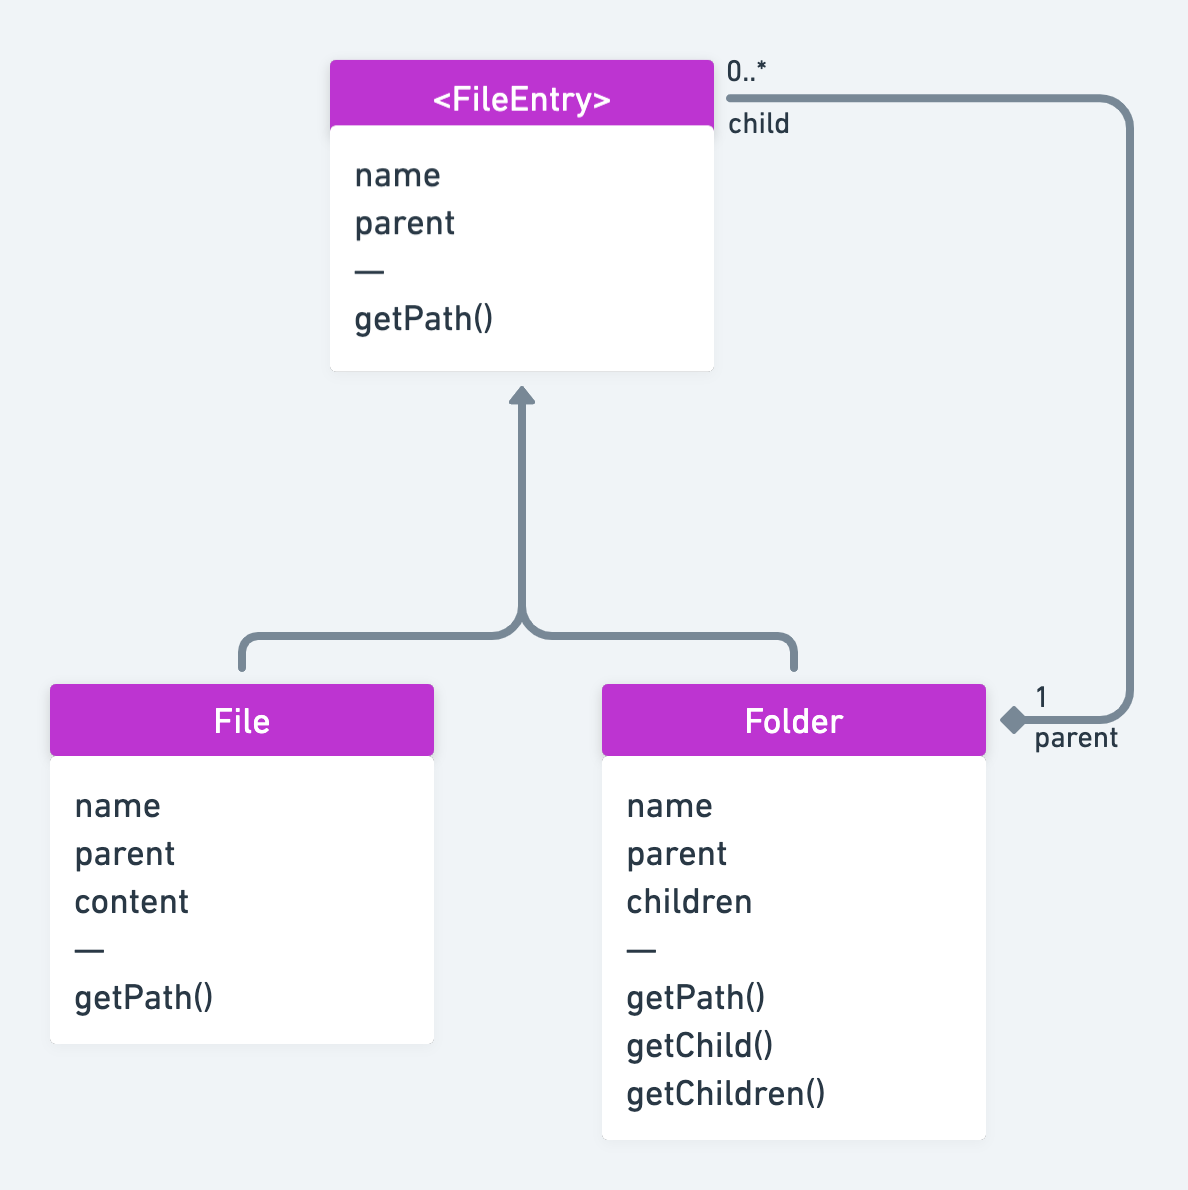 <FileEntry>
0..*
child
name
parent
—
getPath()
File
name
parent
content
—
getPath()
Folder
1
parent
name
parent
children
—
getPath()
getChild()
getChildren()